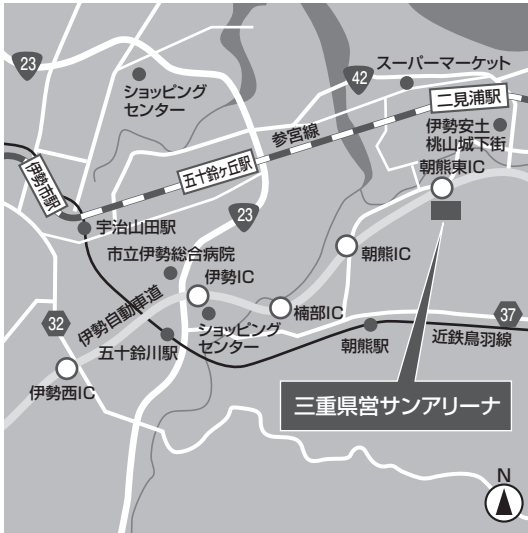 23
ショッピング
センター
42
スーパーマーケット
二見浦駅
参宮線
伊勢安土
桃山城下街
朝熊東IC
五十鈴ヶ丘駅
伊勢市駅
23
宇治山田駅
市立伊勢総合病院
伊勢IC
朝熊IC
伊勢自動車道
楠部IC
ショッピング
センター
32
五十鈴川駅
朝熊駅
近鉄鳥羽線
37
伊勢西IC
三重県営サンアリーナ
N